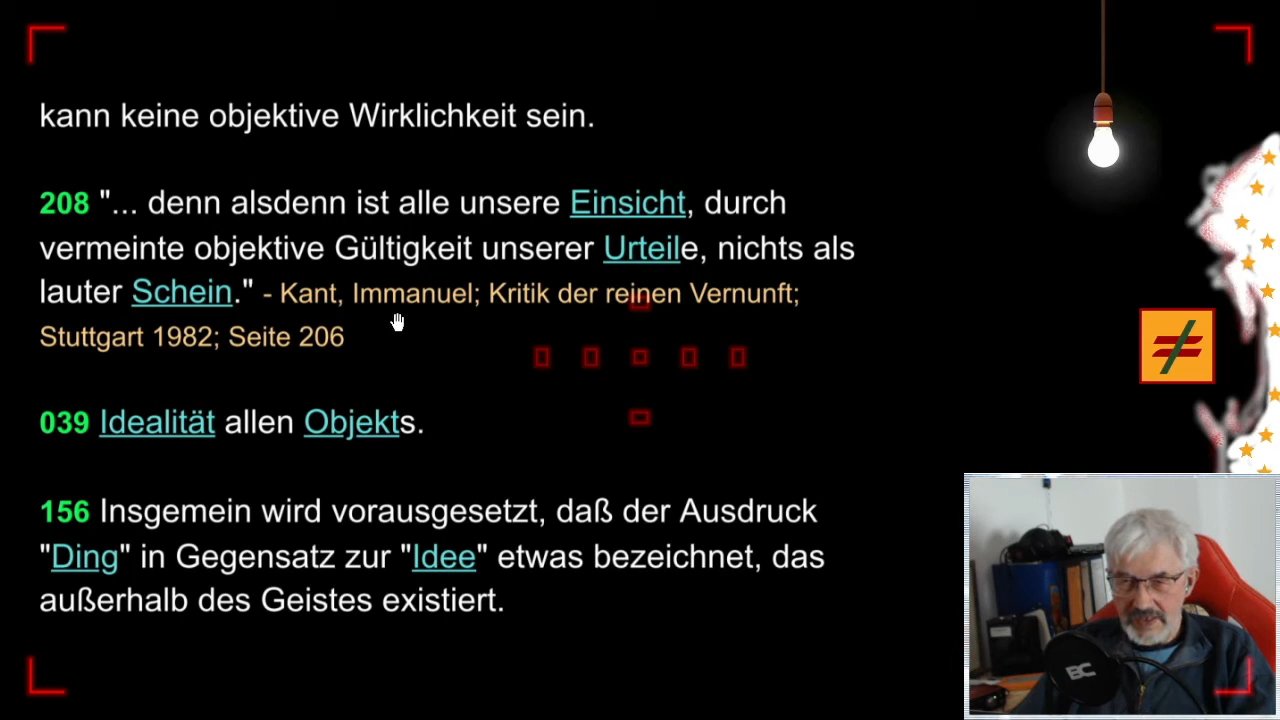 kann keine objektive Wirklichkeit sein.
208 "... denn alsdenn ist alle unsere Einsicht, durch
vermeinte objektive Gültigkeit unserer Urteile, nichts als
lauter Schein." - Kant, Immanuel; Kritik der reinen Vernunft;
Stuttgart 1982; Seite 206
039 Idealität allen Objekts.
156 Insgemein wird vorausgesetzt, daß der Ausdruck
"Ding" in Gegensatz zur "Idee" etwas bezeichnet, das
außerhalb des Geistes existiert.